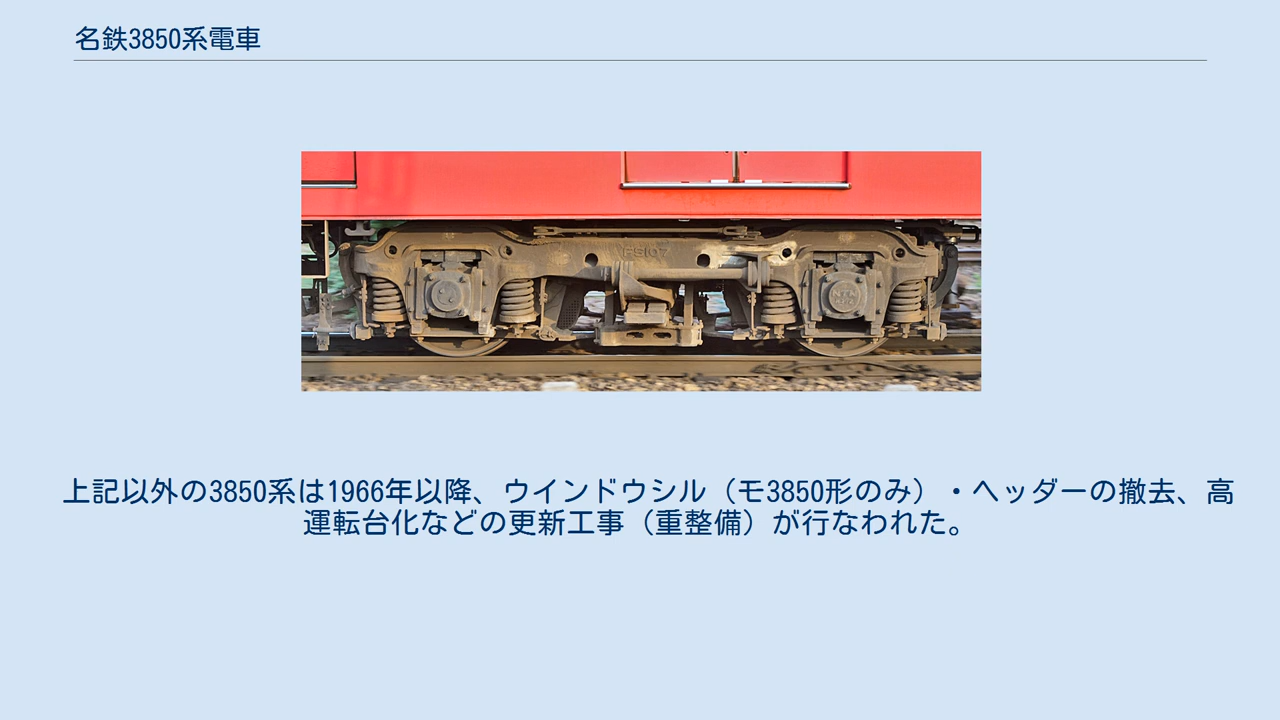 名鉄3850系電車
FS107
NTN
上記以外の3850系は1966年以降、ウインドウシル（モ3850形のみ）・ヘッダーの撤去、高
運転台化などの更新工事（重整備）が行なわれた。